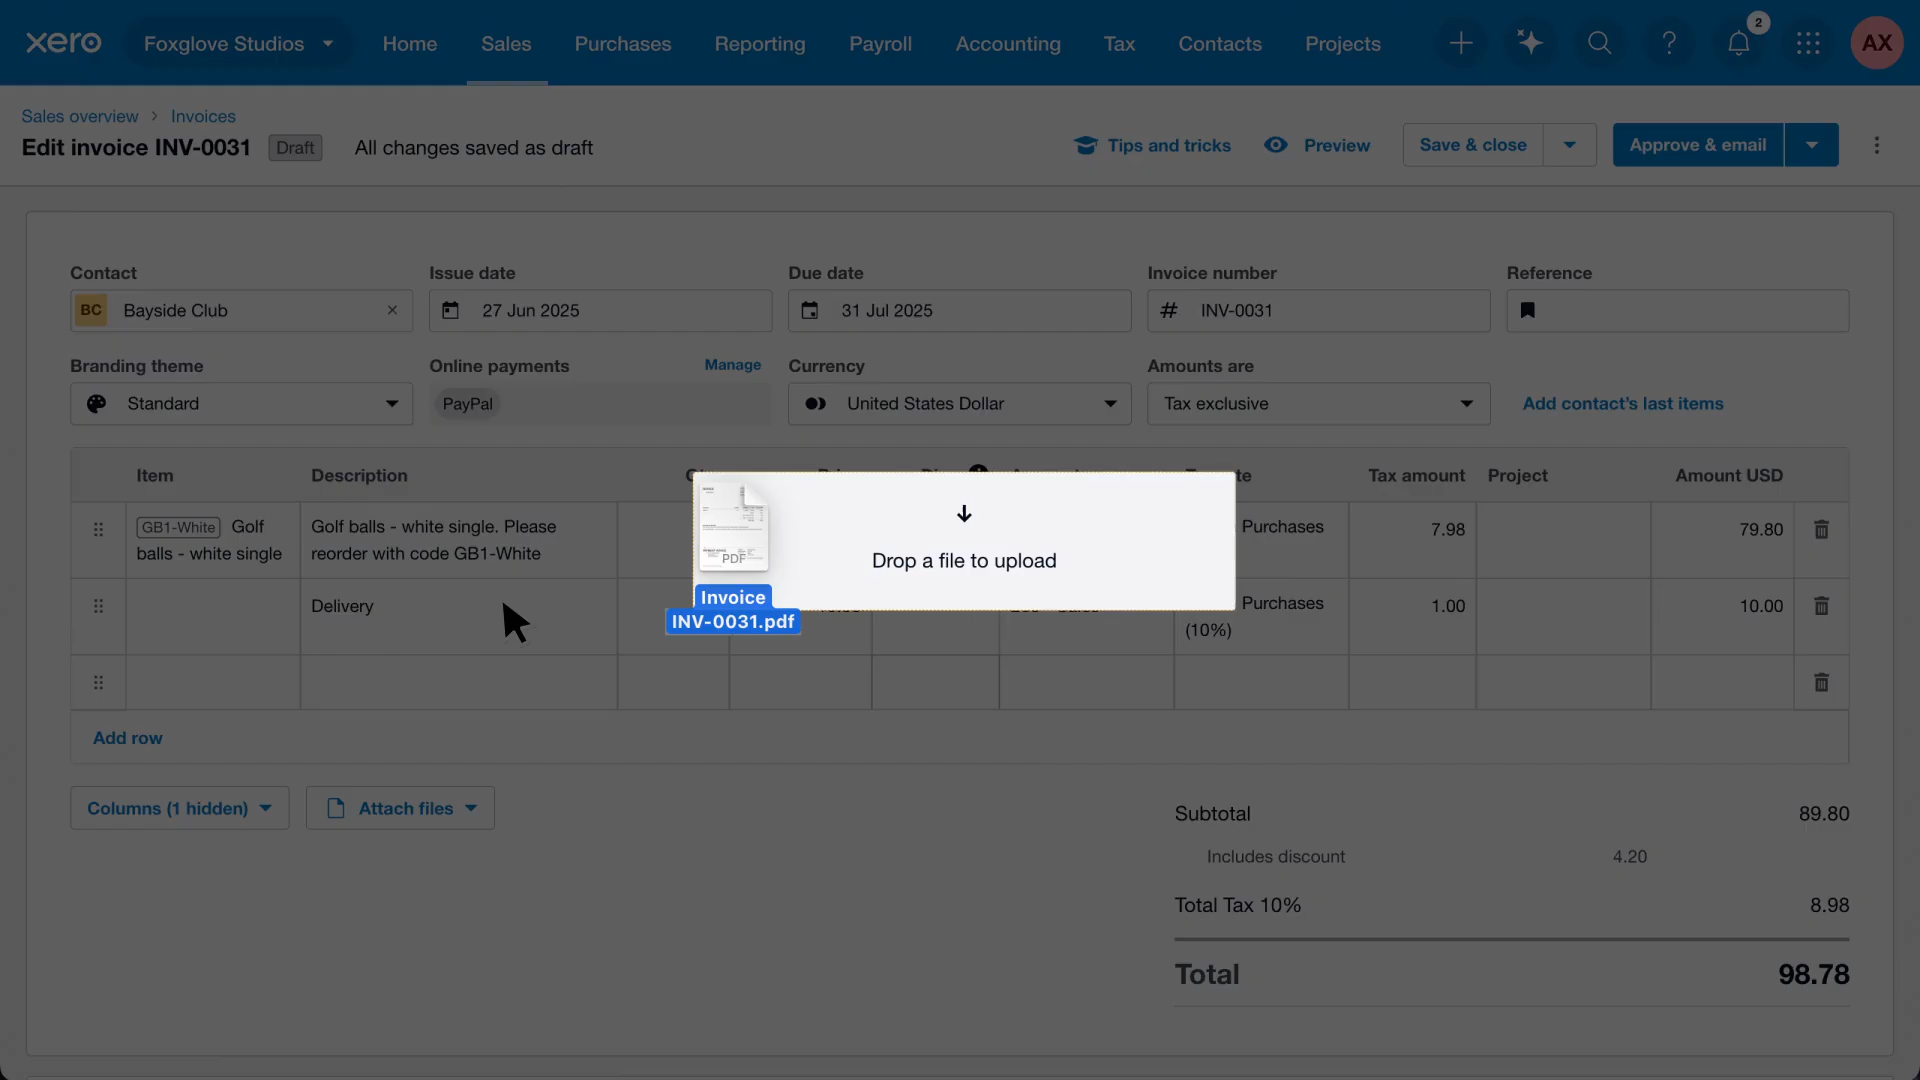 xero
Foxglove Studios
Home
Sales
Purchases
Reporting
Payroll
Accounting
Tax
Contacts
Projects
?
2
AX
Sales overview
Invoices
Edit invoice INV-0031
Draft
All changes saved as draft
Tips and tricks
Preview
Save & close
Approve & email
Contact
Issue date
Due date
Invoice number
Reference
BC
Bayside Club
27 Jun 2025
31 Jul 2025
# INV-0031
Branding theme
Online payments
Manage
Currency
Amounts are
Standard
PayPal
United States Dollar
Tax exclusive
Add contact's last items
Item
Description
Tax amount
Project
Amount USD
GB1-White Golf
balls - white single
Golf balls - white single. Please
reorder with code GB1-White
Purchases
7.98
79.80
PDF
Drop a file to upload
Invoice
INV-0031.pdf
Delivery
Purchases
(10%)
1.00
10.00
Add row
Columns (1 hidden)
Attach files
Subtotal
89.80
Includes discount
4.20
Total Tax 10%
8.98
Total
98.78